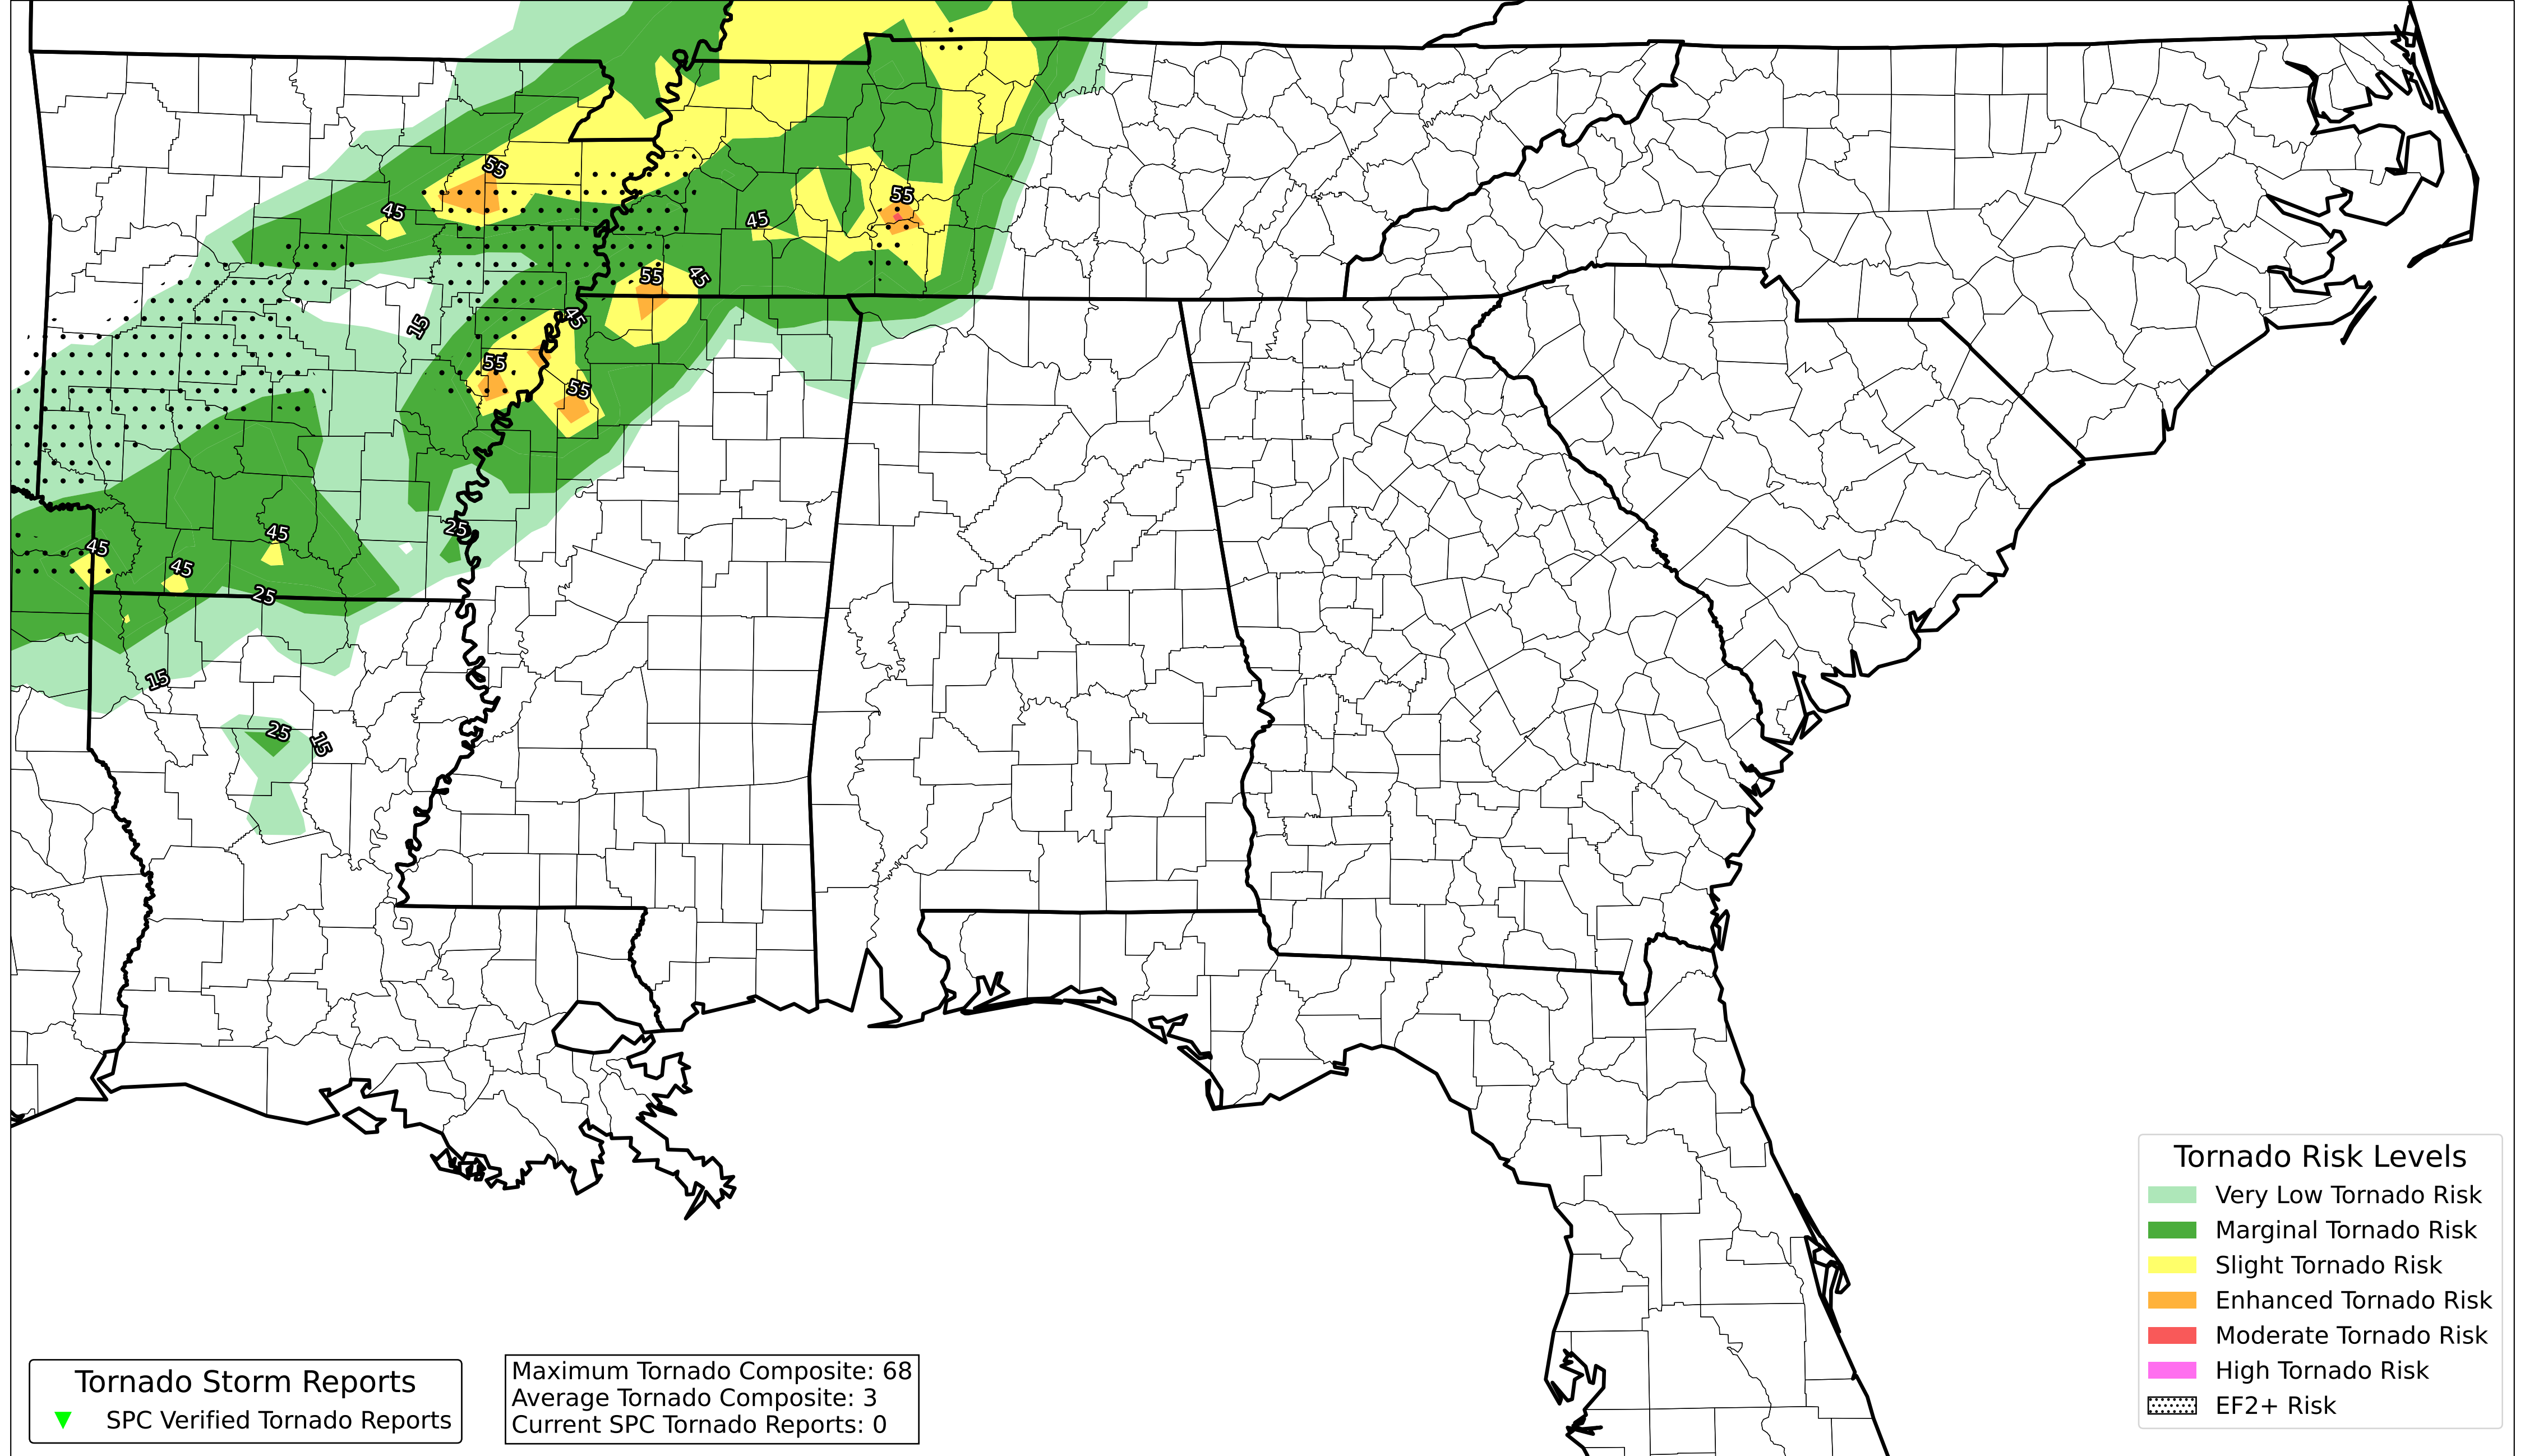 55
45
55
45
55
45
15
45
55
55
25
45
45
45
25
15
25
15
Tornado Risk Levels
Very Low Tornado Risk
Marginal Tornado Risk
Slight Tornado Risk
Enhanced Tornado Risk
Moderate Tornado Risk
High Tornado Risk
EF2+ Risk
Tornado Storm Reports
SPC Verified Tornado Reports
Maximum Tornado Composite: 68
Average Tornado Composite: 3
Current SPC Tornado Reports: 0